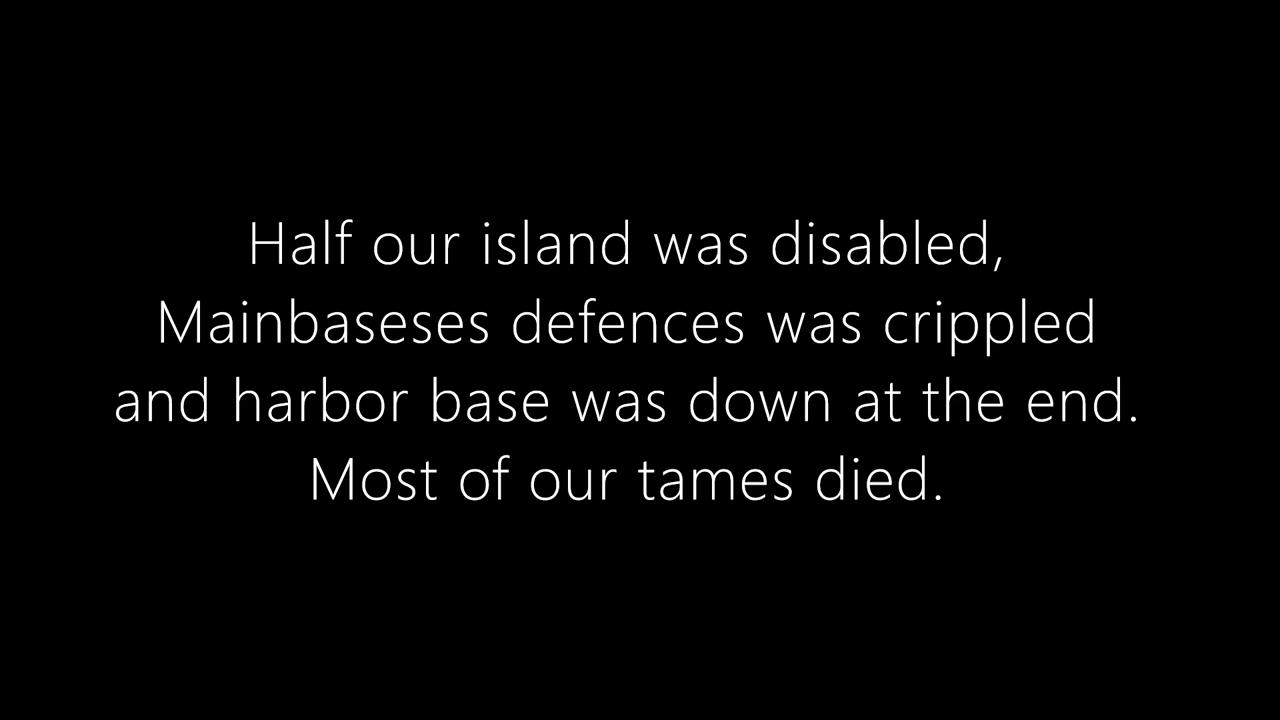 Half our island was disabled,
Mainbaseses defences was crippled
and harbor base was down at the end.
Most of our tames died.